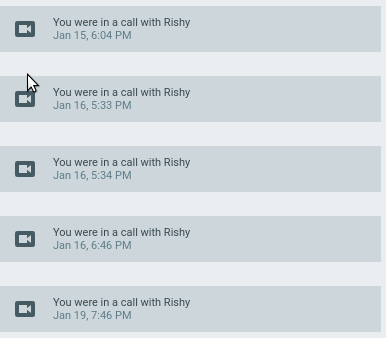 You were in a call with Rishy
Jan 15, 6:04 PM
You were in a call with Rishy
Jan 16, 5:33 PM
You were in a call with Rishy
Jan 16, 5:34 PM
You were in a call with Rishy
Jan 16, 6:46 PM
You were in a call with Rishy
Jan 19, 7:46 PM